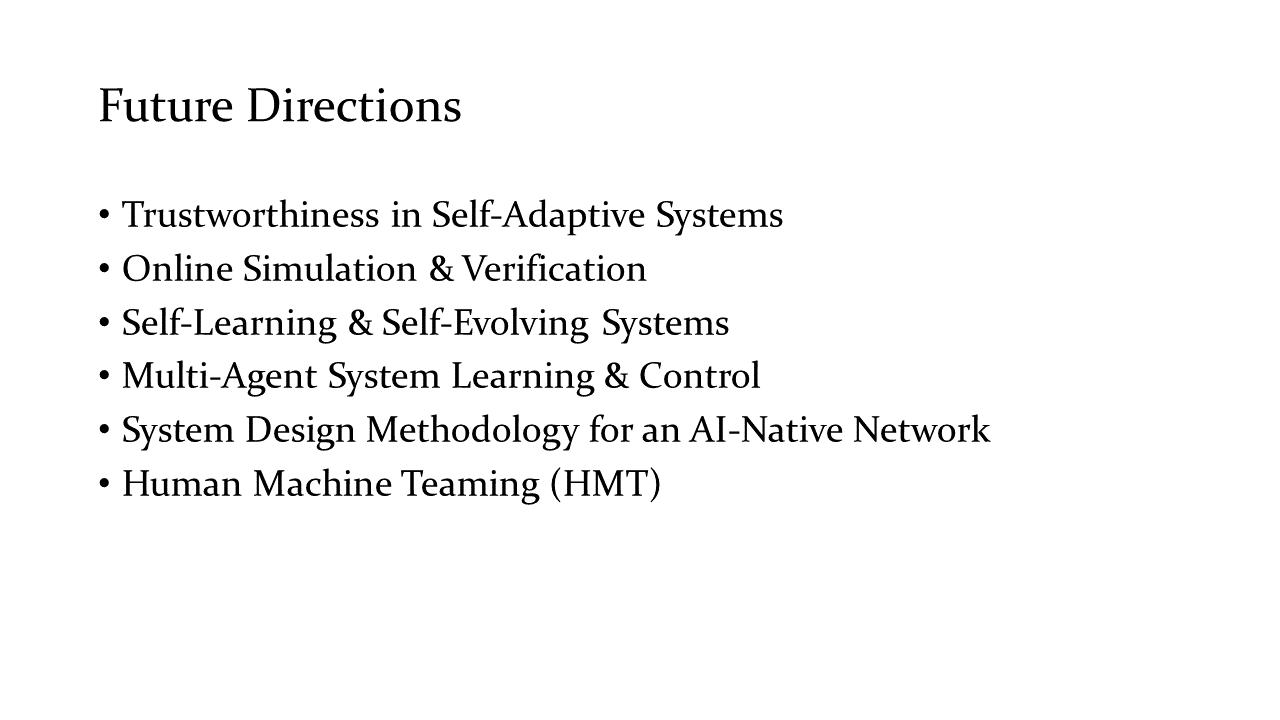 Future Directions
• Trustworthiness in Self-Adaptive Systems
• Online Simulation & Verification
• Self-Learning & Self-Evolving Systems
• Multi-Agent System Learning & Control
• System Design Methodology for an AI-Native Network
• Human Machine Teaming (HMT)